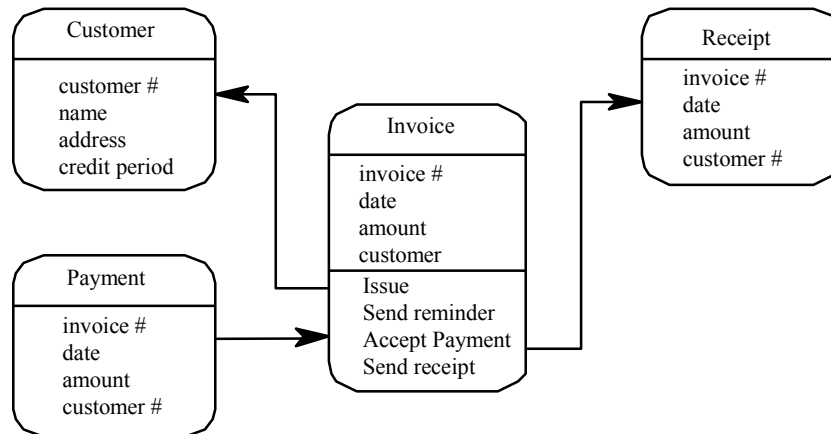 Customer
customer #
name
address
credit period
Payment
invoice #
date
amount
customer #
Invoice
invoice #
date
amount
customer
Issue
Send reminder
Accept Payment
Send receipt
Receipt
invoice #
date
amount
customer #